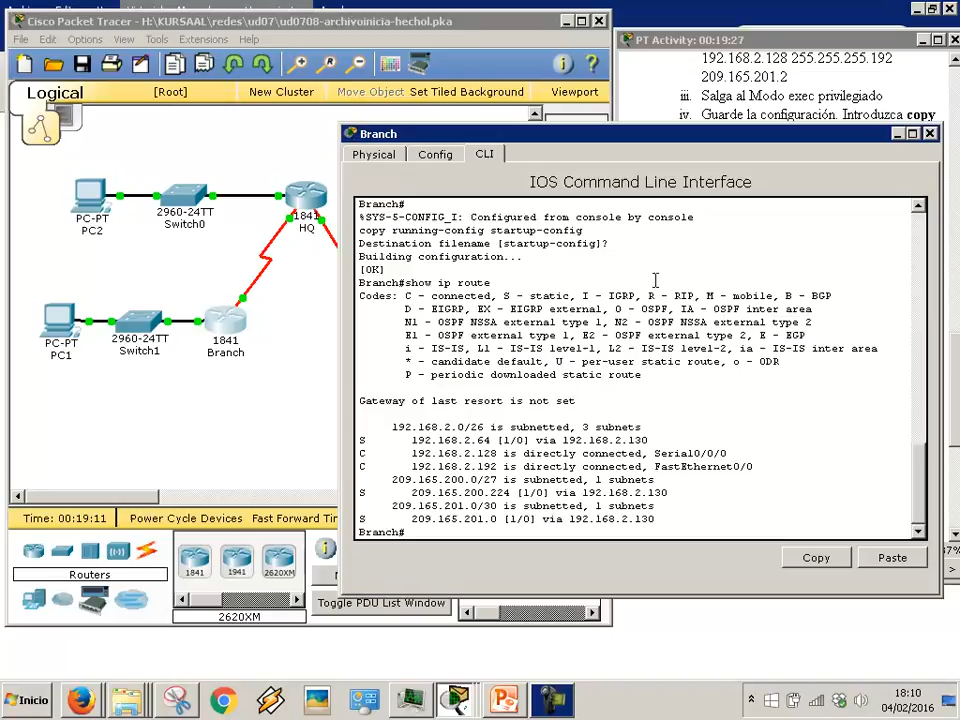 Cisco Packet Tracer - H:\KURSAAL\redes\ud07\ud0708-archivoinicia-hechol.pka
File Edit Options View Tools Extensions Help
Logical [Root] New Cluster Move Object Set Tiled Background Viewport
PC-PT
PC2
2960-24TT
Switch0
1841
HQ
PC-PT
PC1
2960-24TT
Switch1
1841
Branch
Time: 00:19:11 Power Cycle Devices Fast Forward Tir
Routers
1841
1941
2620XM
2620XM
Toggle PDU List Window
PT Activity: 00:19:27
192.168.2.128 255.255.255.192
209.165.201.2
iii. Salga al Modo exec privilegiado
iv. Guarde la configuración. Introduzca copy
Branch
Physical Config CLI
IOS Command Line Interface
Branch#
%SYS-5-CONFIG_I: Configured from console by console
copy running-config startup-config
Destination filename [startup-config]?
Building configuration...
[OK]
Branch#show ip route
Codes: C - connected, S - static, I - IGRP, R - RIP, M - mobile, B - BGP
D - EIGRP, EX - EIGRP external, O - OSPF, IA - OSPF inter area
N1 - OSPF NSSA external type 1, N2 - OSPF NSSA external type 2
E1 - OSPF external type 1, E2 - OSPF external type 2, E - EGP
i - IS-IS, L1 - IS-IS level-1, L2 - IS-IS level-2, ia - IS-IS inter area
* - candidate default, U - per-user static route, o - ODR
P - periodic downloaded static route
Gateway of last resort is not set
192.168.2.0/26 is subnetted, 3 subnets
S 192.168.2.64 [1/0] via 192.168.2.130
C 192.168.2.128 is directly connected, Serial0/0/0
C 192.168.2.192 is directly connected, FastEthernet0/0
209.165.200.0/27 is subnetted, 1 subnets
S 209.165.200.224 [1/0] via 192.168.2.130
209.165.201.0/30 is subnetted, 1 subnets
S 209.165.201.0 [1/0] via 192.168.2.130
Branch#
Copy Paste
Inicio
18:10
04/02/2016